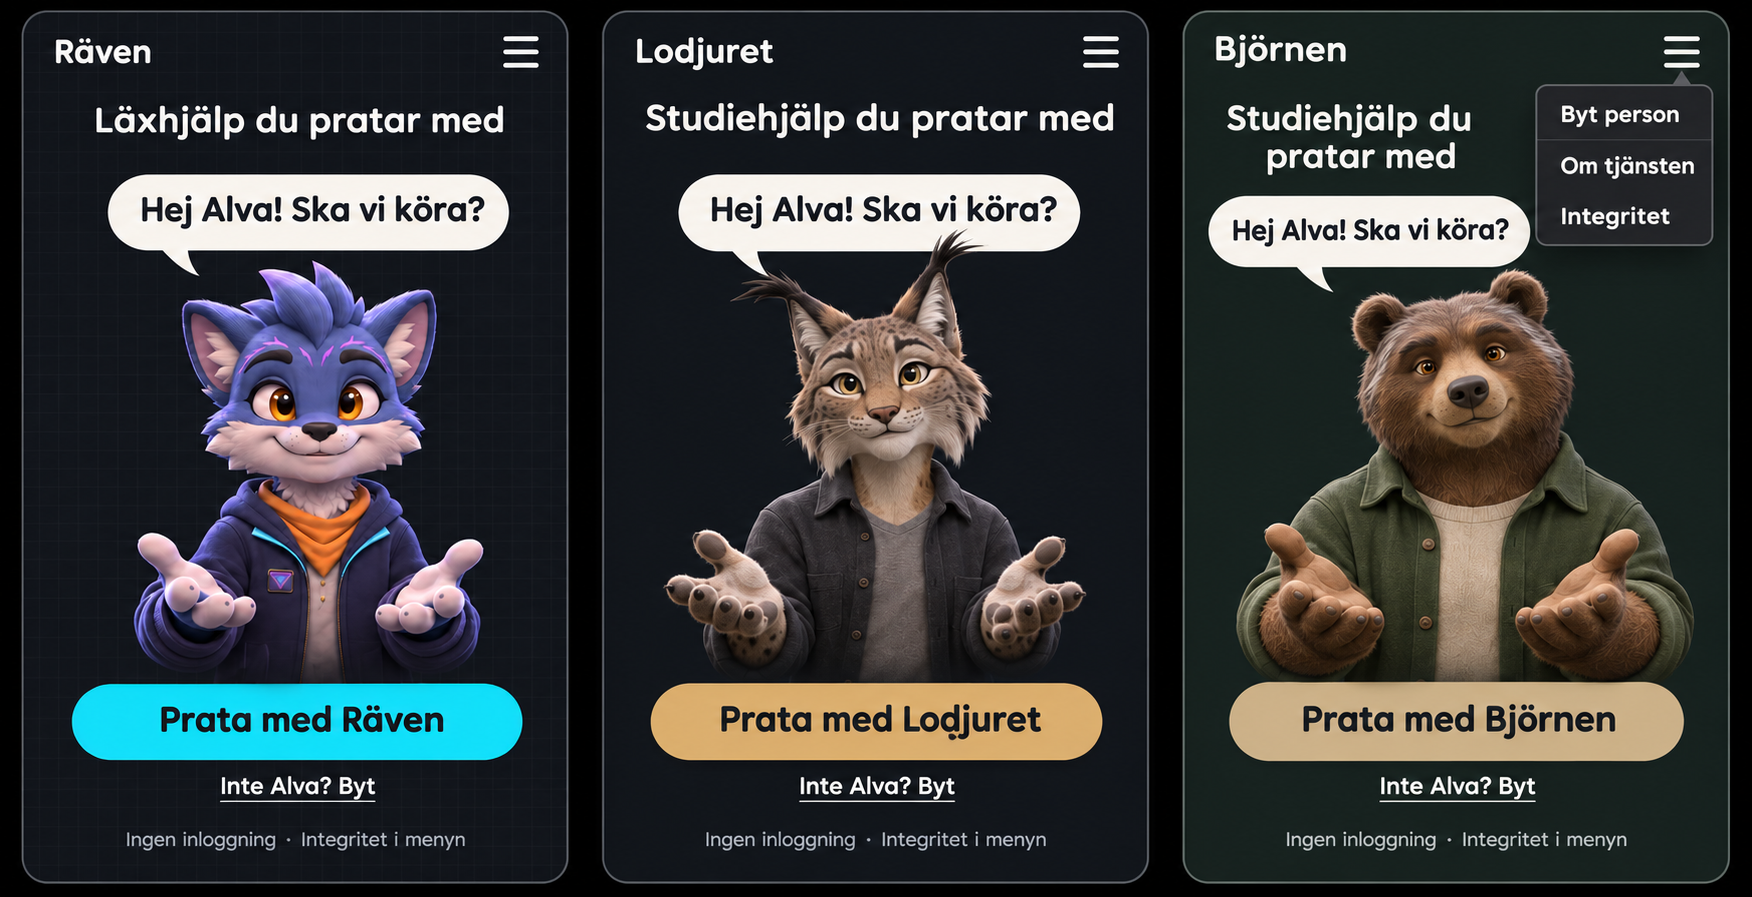 Räven
Läxhjälp du pratar med
Hej Alva! Ska vi köra?
Prata med Räven
Inte Alva? Byt
Ingen inloggning · Integritet i menyn
Lodjuret
Studiehjälp du pratar med
Hej Alva! Ska vi köra?
Prata med Lodjuret
Inte Alva? Byt
Ingen inloggning · Integritet i menyn
Björnen
Byt person
Om tjänsten
Integritet
Studiehjälp du
pratar med
Hej Alva! Ska vi köra?
Prata med Björnen
Inte Alva? Byt
Ingen inloggning · Integritet i menyn